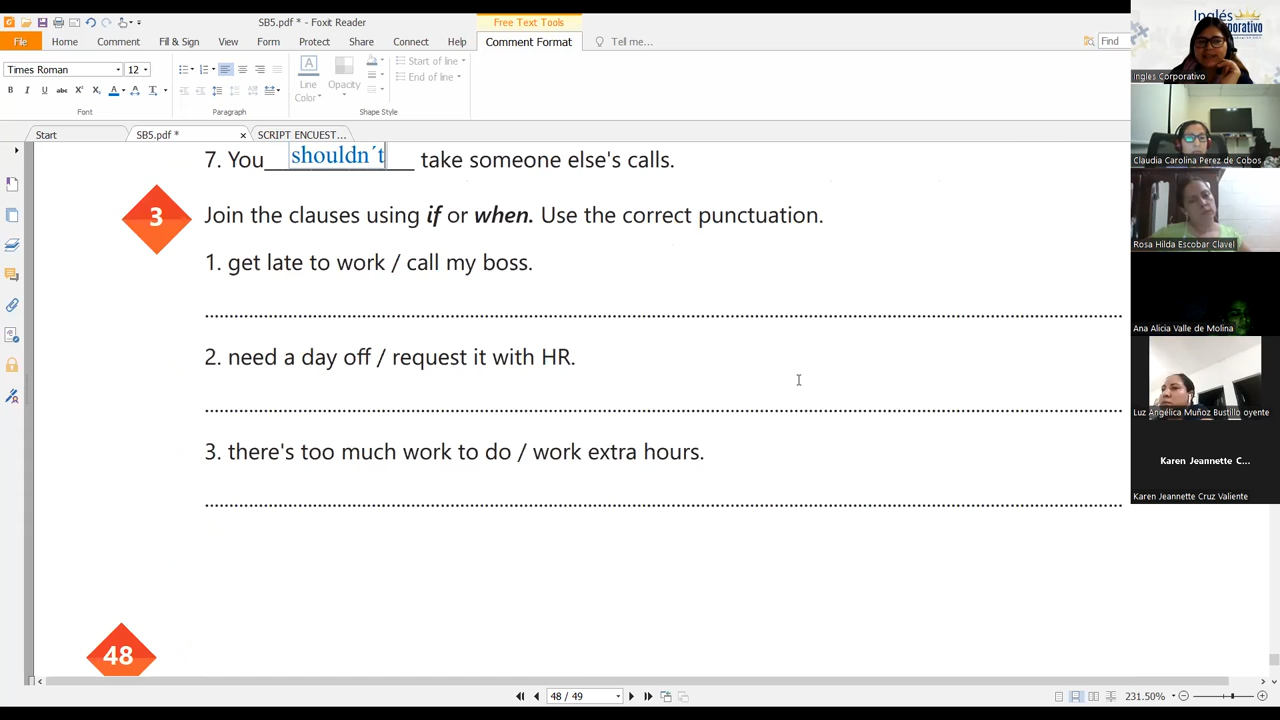 SB5.pdf * - Foxit Reader
Free Text Tools
File Home Comment Fill & Sign View Form Protect Share Connect Help Comment Format Tell me... Find
Times Roman 12
Line Color
Opacity
Start of line
End of line
Font Paragraph Shape Style
Start SB5.pdf * SCRIPT ENCUEST...
7. You shouldn´t take someone else's calls.
3 Join the clauses using if or when. Use the correct punctuation.
1. get late to work / call my boss.
2. need a day off / request it with HR.
3. there's too much work to do / work extra hours.
48
48 / 49
231.50%
Inglés
Ingles Corporativo
Claudia Carolina Perez de Cobos
Rosa Hilda Escobar Clavel
Ana Alicia Valle de Molina
Luz Angélica Muñoz Bustillo oyente
Karen Jeannette C...
Karen Jeannette Cruz Valiente